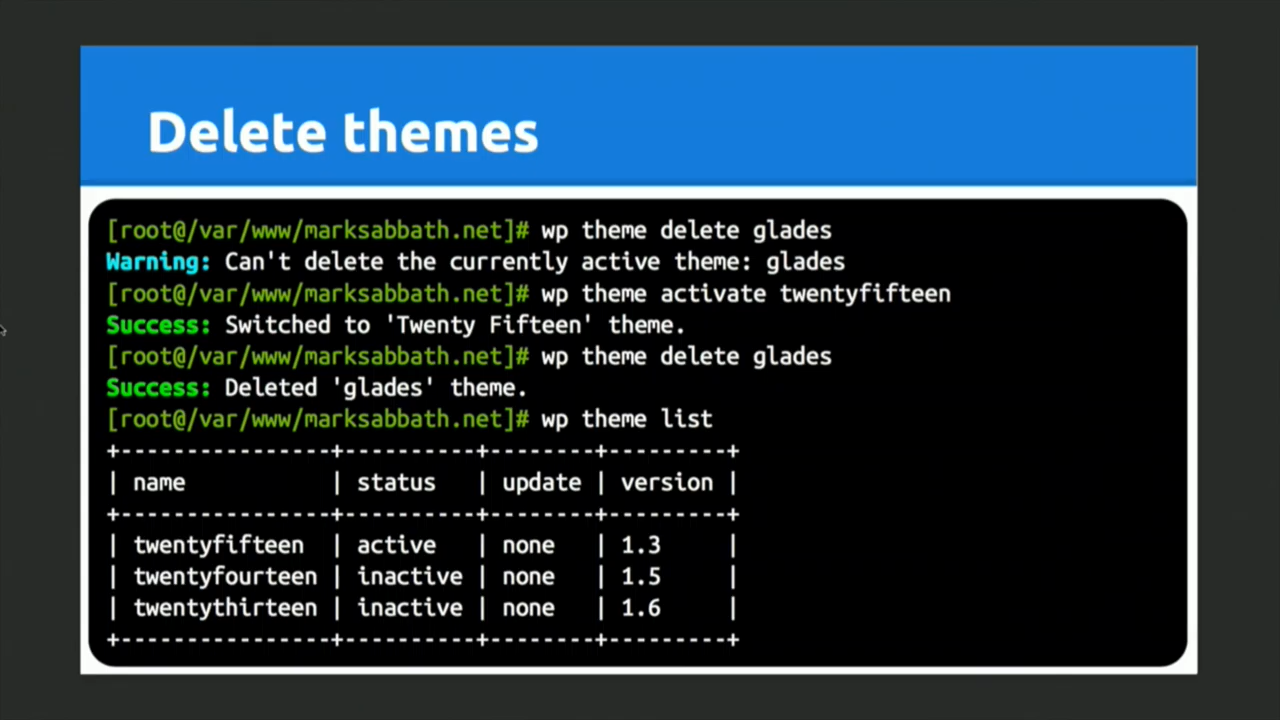 Delete themes
[root@/var/www/marksabbath.net]# wp theme delete glades
Warning: Can't delete the currently active theme: glades
[root@/var/www/marksabbath.net]# wp theme activate twentyfifteen
Success: Switched to 'Twenty Fifteen' theme.
[root@/var/www/marksabbath.net]# wp theme delete glades
Success: Deleted 'glades' theme.
[root@/var/www/marksabbath.net]# wp theme list
+----------------+----------+--------+---------+
| name           | status   | update | version |
+----------------+----------+--------+---------+
| twentyfifteen  | active   | none   | 1.3     |
| twentyfourteen | inactive | none   | 1.5     |
| twentythirteen | inactive | none   | 1.6     |
+----------------+----------+--------+---------+